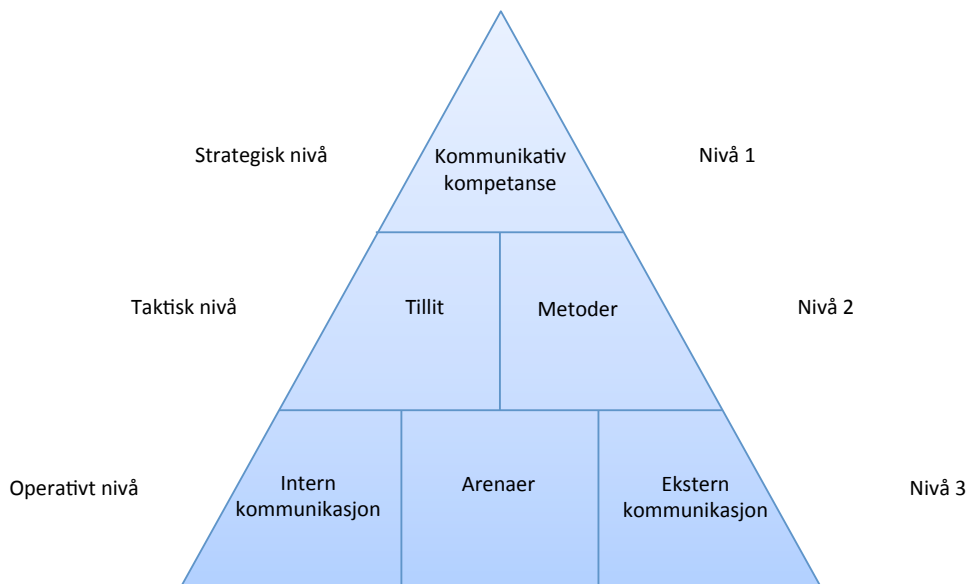 Strategisk nivå
Kommunikativ
kompetanse
Nivå 1
Taktisk nivå
Tillit
Metoder
Nivå 2
Operativt nivå
Intern
kommunikasjon
Arenaer
Ekstern
kommunikasjon
Nivå 3